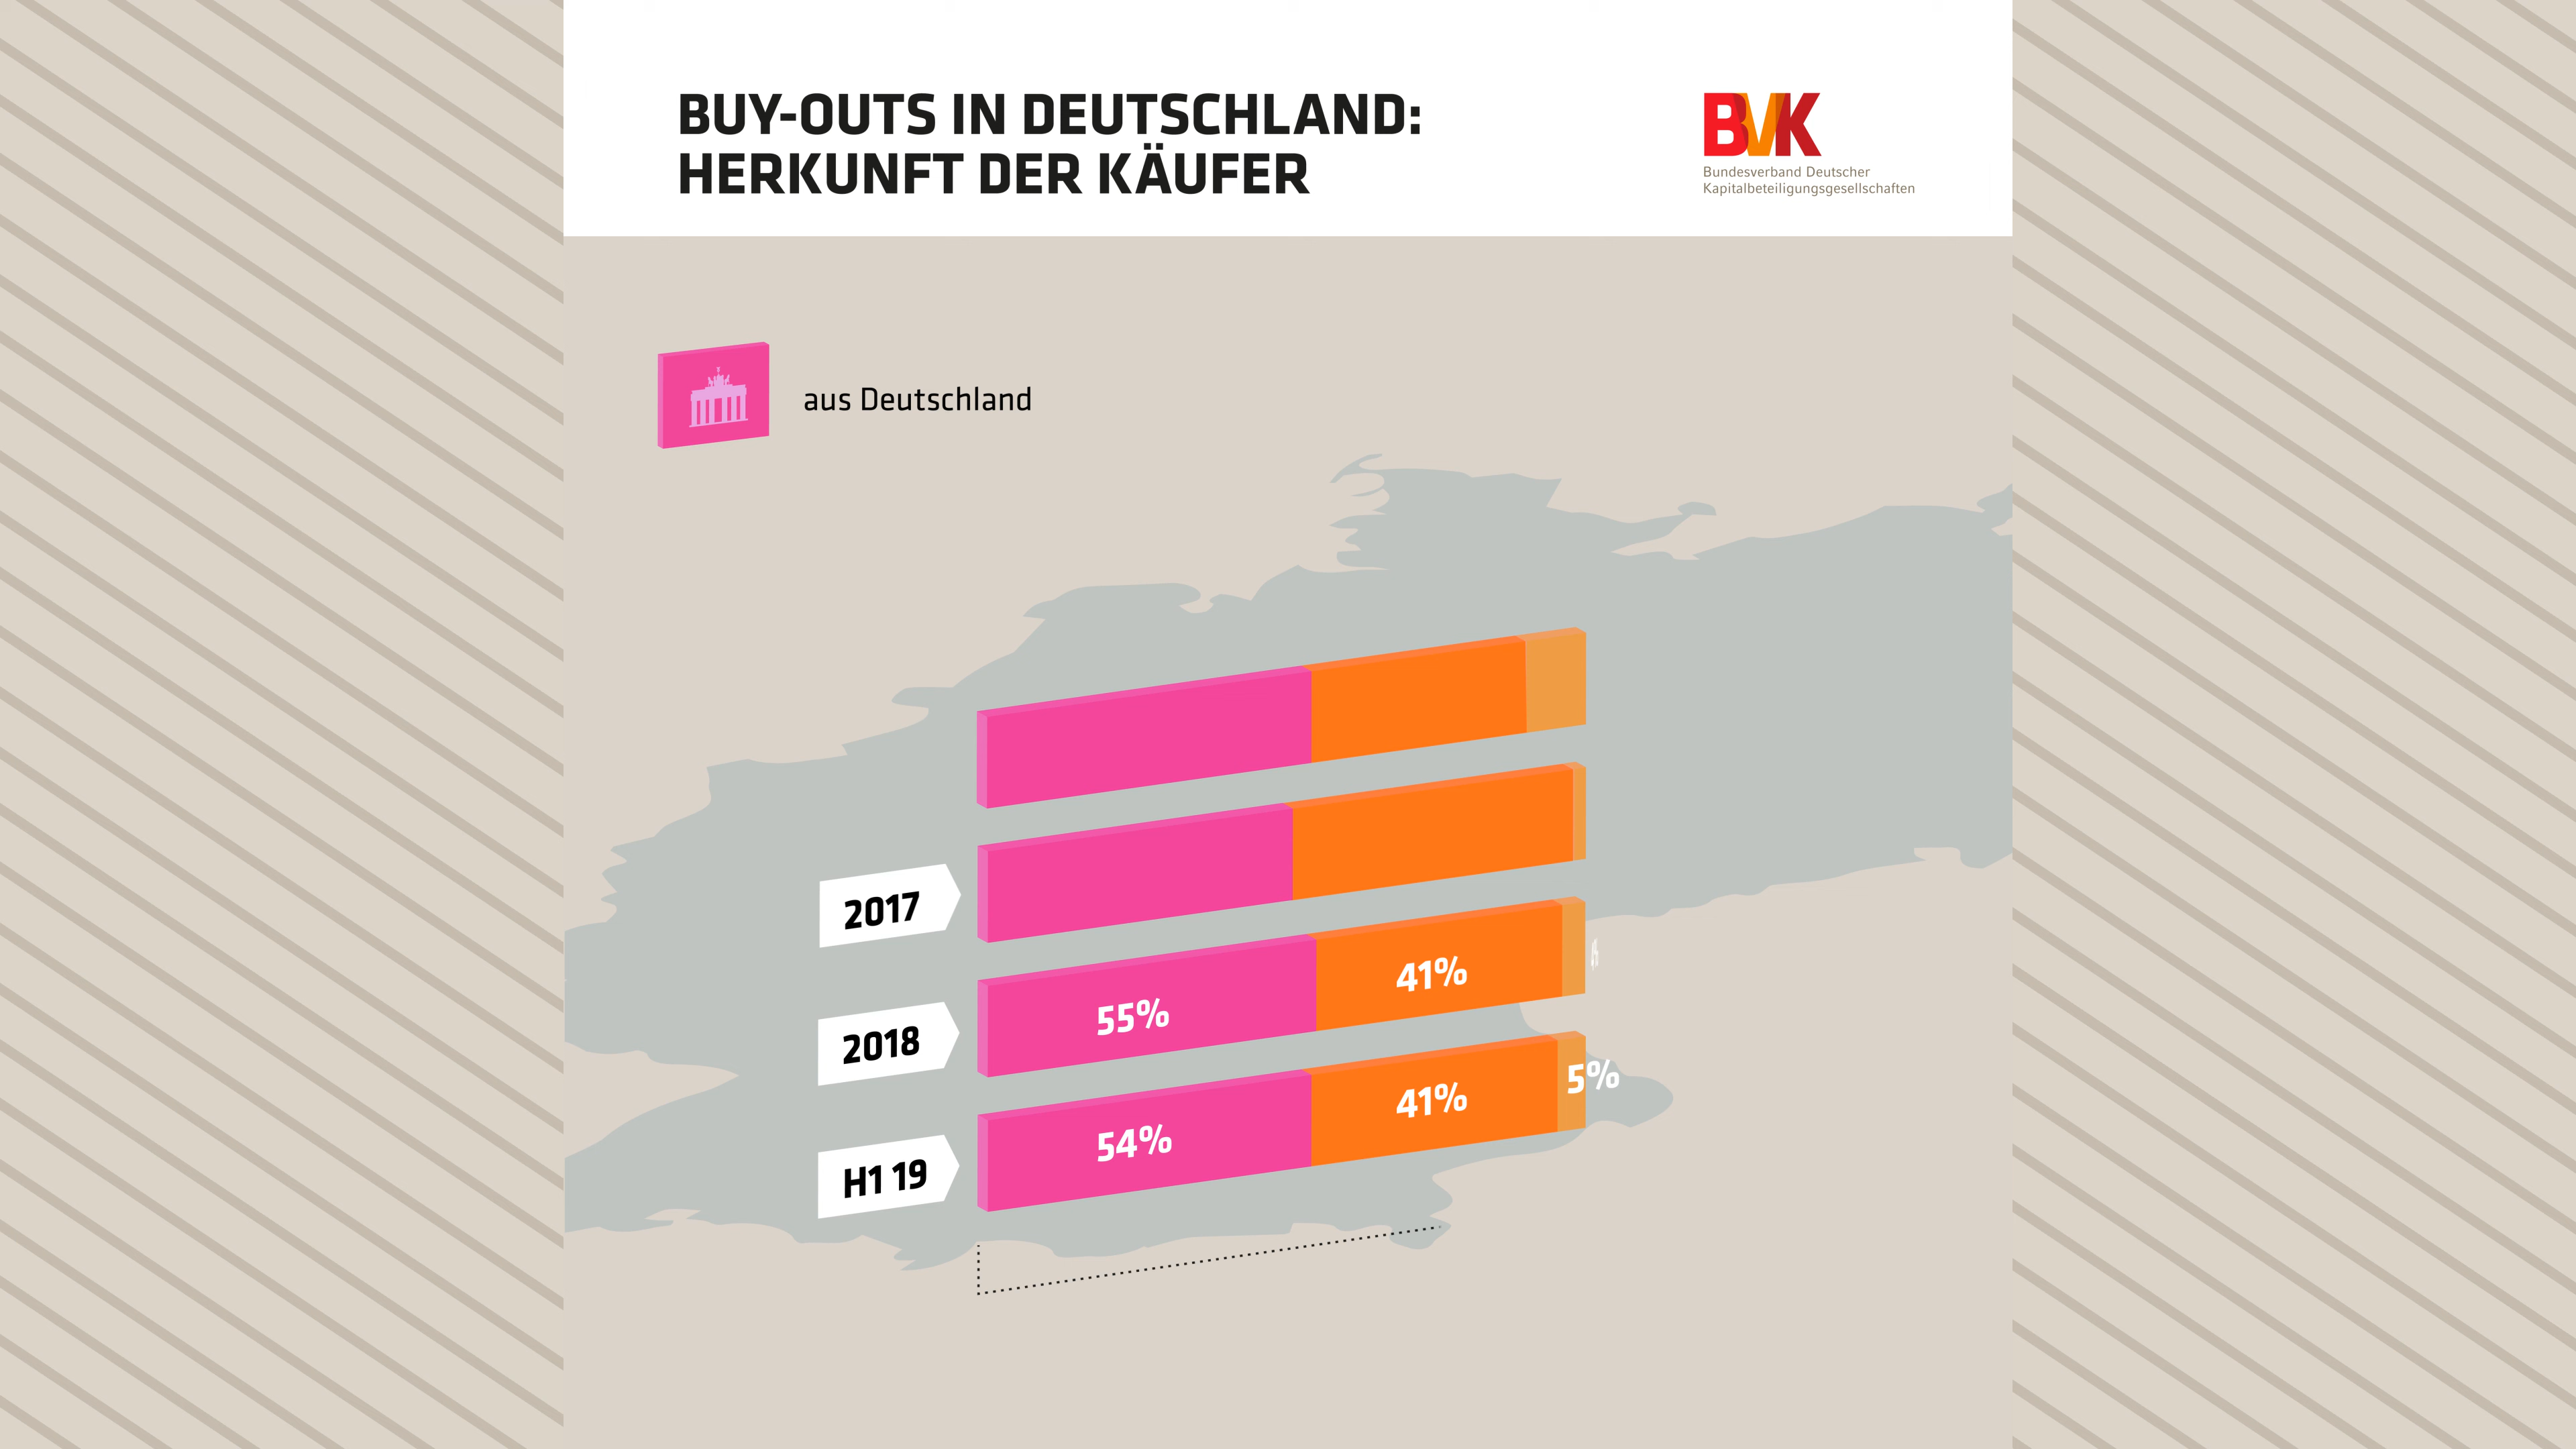 BUY-OUTS IN DEUTSCHLAND:
HERKUNFT DER KÄUFER
BVK
Bundesverband Deutscher
Kapitalbeteiligungsgesellschaften
aus Deutschland
2017
2018
55%
41%
H1 19
54%
41%
5%